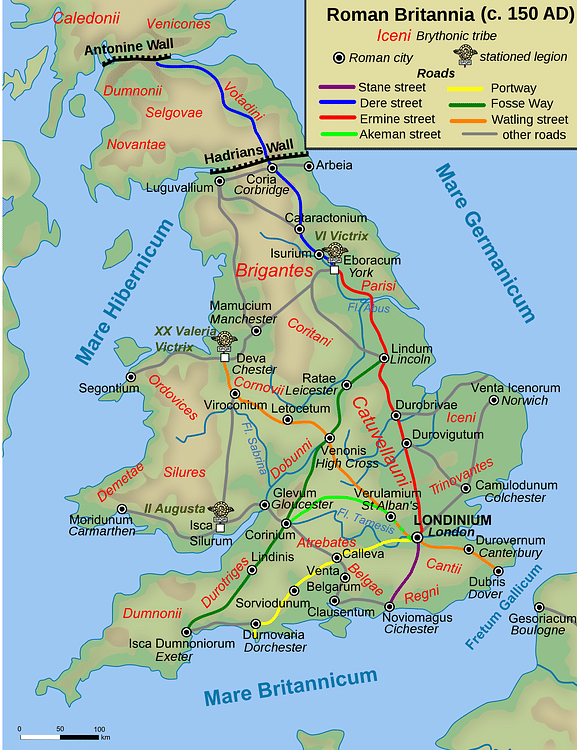 Roman Britannia (c. 150 AD)
Iceni Brythonic tribe
Roman city
stationed legion
Roads
Stane street
Portway
Dere street
Fosse Way
Ermine street
Watling street
Akeman street
other roads
Caledonii
Venicones
Antonine Wall
Dumnonii
Votadini
Selgovae
Novantae
Hadrians Wall
Arbeia
Coria
Corbridge
Luguvallium
Mare Germanicum
Mare Hibernicum
Cataractonium
VI Victrix
Isurium
Eboracum
York
Brigantes
Parisi
Fl. Abus
Mamucium
Manchester
Coritani
XX Valeria
Victrix
Deva
Chester
Lindum
Lincoln
Segontium
Ordovices
Cornovii
Ratae
Leicester
Viroconium
Letocetum
Catuvellauni
Durobrivae
Iceni
Venta Icenorum
Norwich
Durovigutum
Fl. Sabrina
Dobunni
Venonis
High Cross
Trinovantes
Demetae
Silures
Camulodunum
Colchester
Glevum
Gloucester
Verulamium
St Alban's
II Augusta
Isca
Silurum
Moridunum
Carmarthen
Corinium
Fl. Tamesis
LONDINIUM
London
Atrebates
Durovernum
Canterbury
Lindinis
Calleva
Cantii
Durotriges
Venta
Belgarum
Belgae
Dubris
Dover
Sorviodunum
Regni
Fretum Gallicum
Dumnonii
Clausentum
Noviomagus
Cichester
Gesoriacum
Boulogne
Isca Dumnoniorum
Exeter
Durnovaria
Dorchester
Mare Britannicum
0 50 100
km